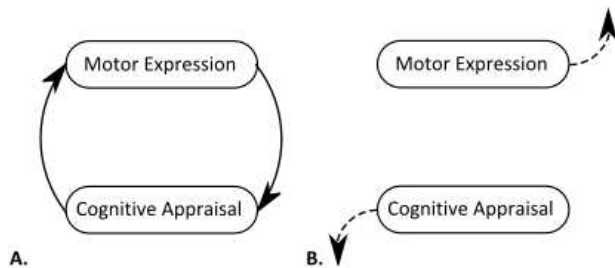 Motor Expression
Cognitive Appraisal
A.
Motor Expression
Cognitive Appraisal
B.